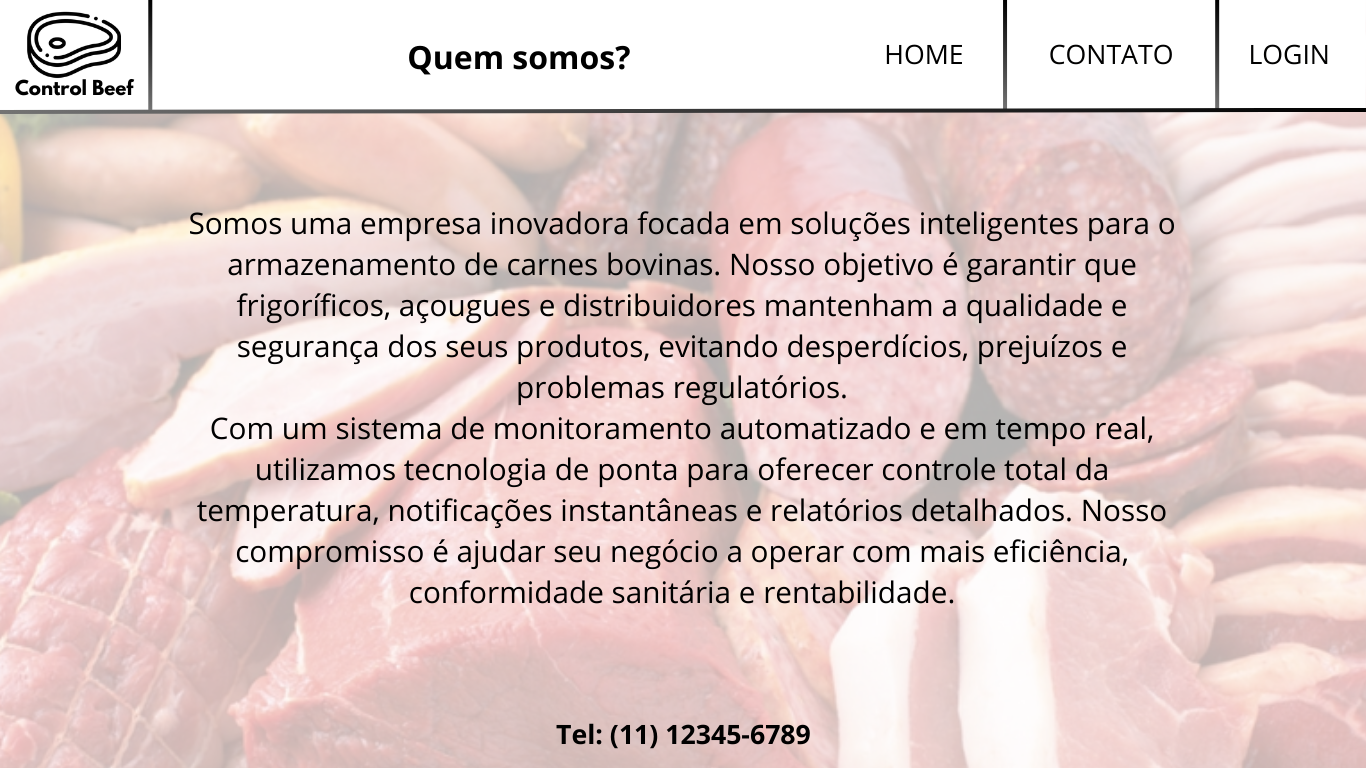 Control Beef
Quem somos?
HOME
CONTATO
LOGIN
Somos uma empresa inovadora focada em soluções inteligentes para o
armazenamento de carnes bovinas. Nosso objetivo é garantir que
frigoríficos, açougues e distribuidores mantenham a qualidade e
segurança dos seus produtos, evitando desperdícios, prejuízos e
problemas regulatórios.
Com um sistema de monitoramento automatizado e em tempo real,
utilizamos tecnologia de ponta para oferecer controle total da
temperatura, notificações instantâneas e relatórios detalhados. Nosso
compromisso é ajudar seu negócio a operar com mais eficiência,
conformidade sanitária e rentabilidade.
Tel: (11) 12345-6789